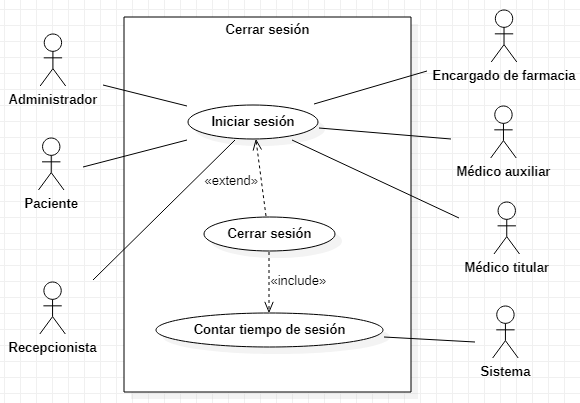 Cerrar sesión
Administrador
Encargado de farmacia
Iniciar sesión
Paciente
Médico auxiliar
«extend»
Cerrar sesión
Médico titular
«include»
Recepcionista
Contar tiempo de sesión
Sistema